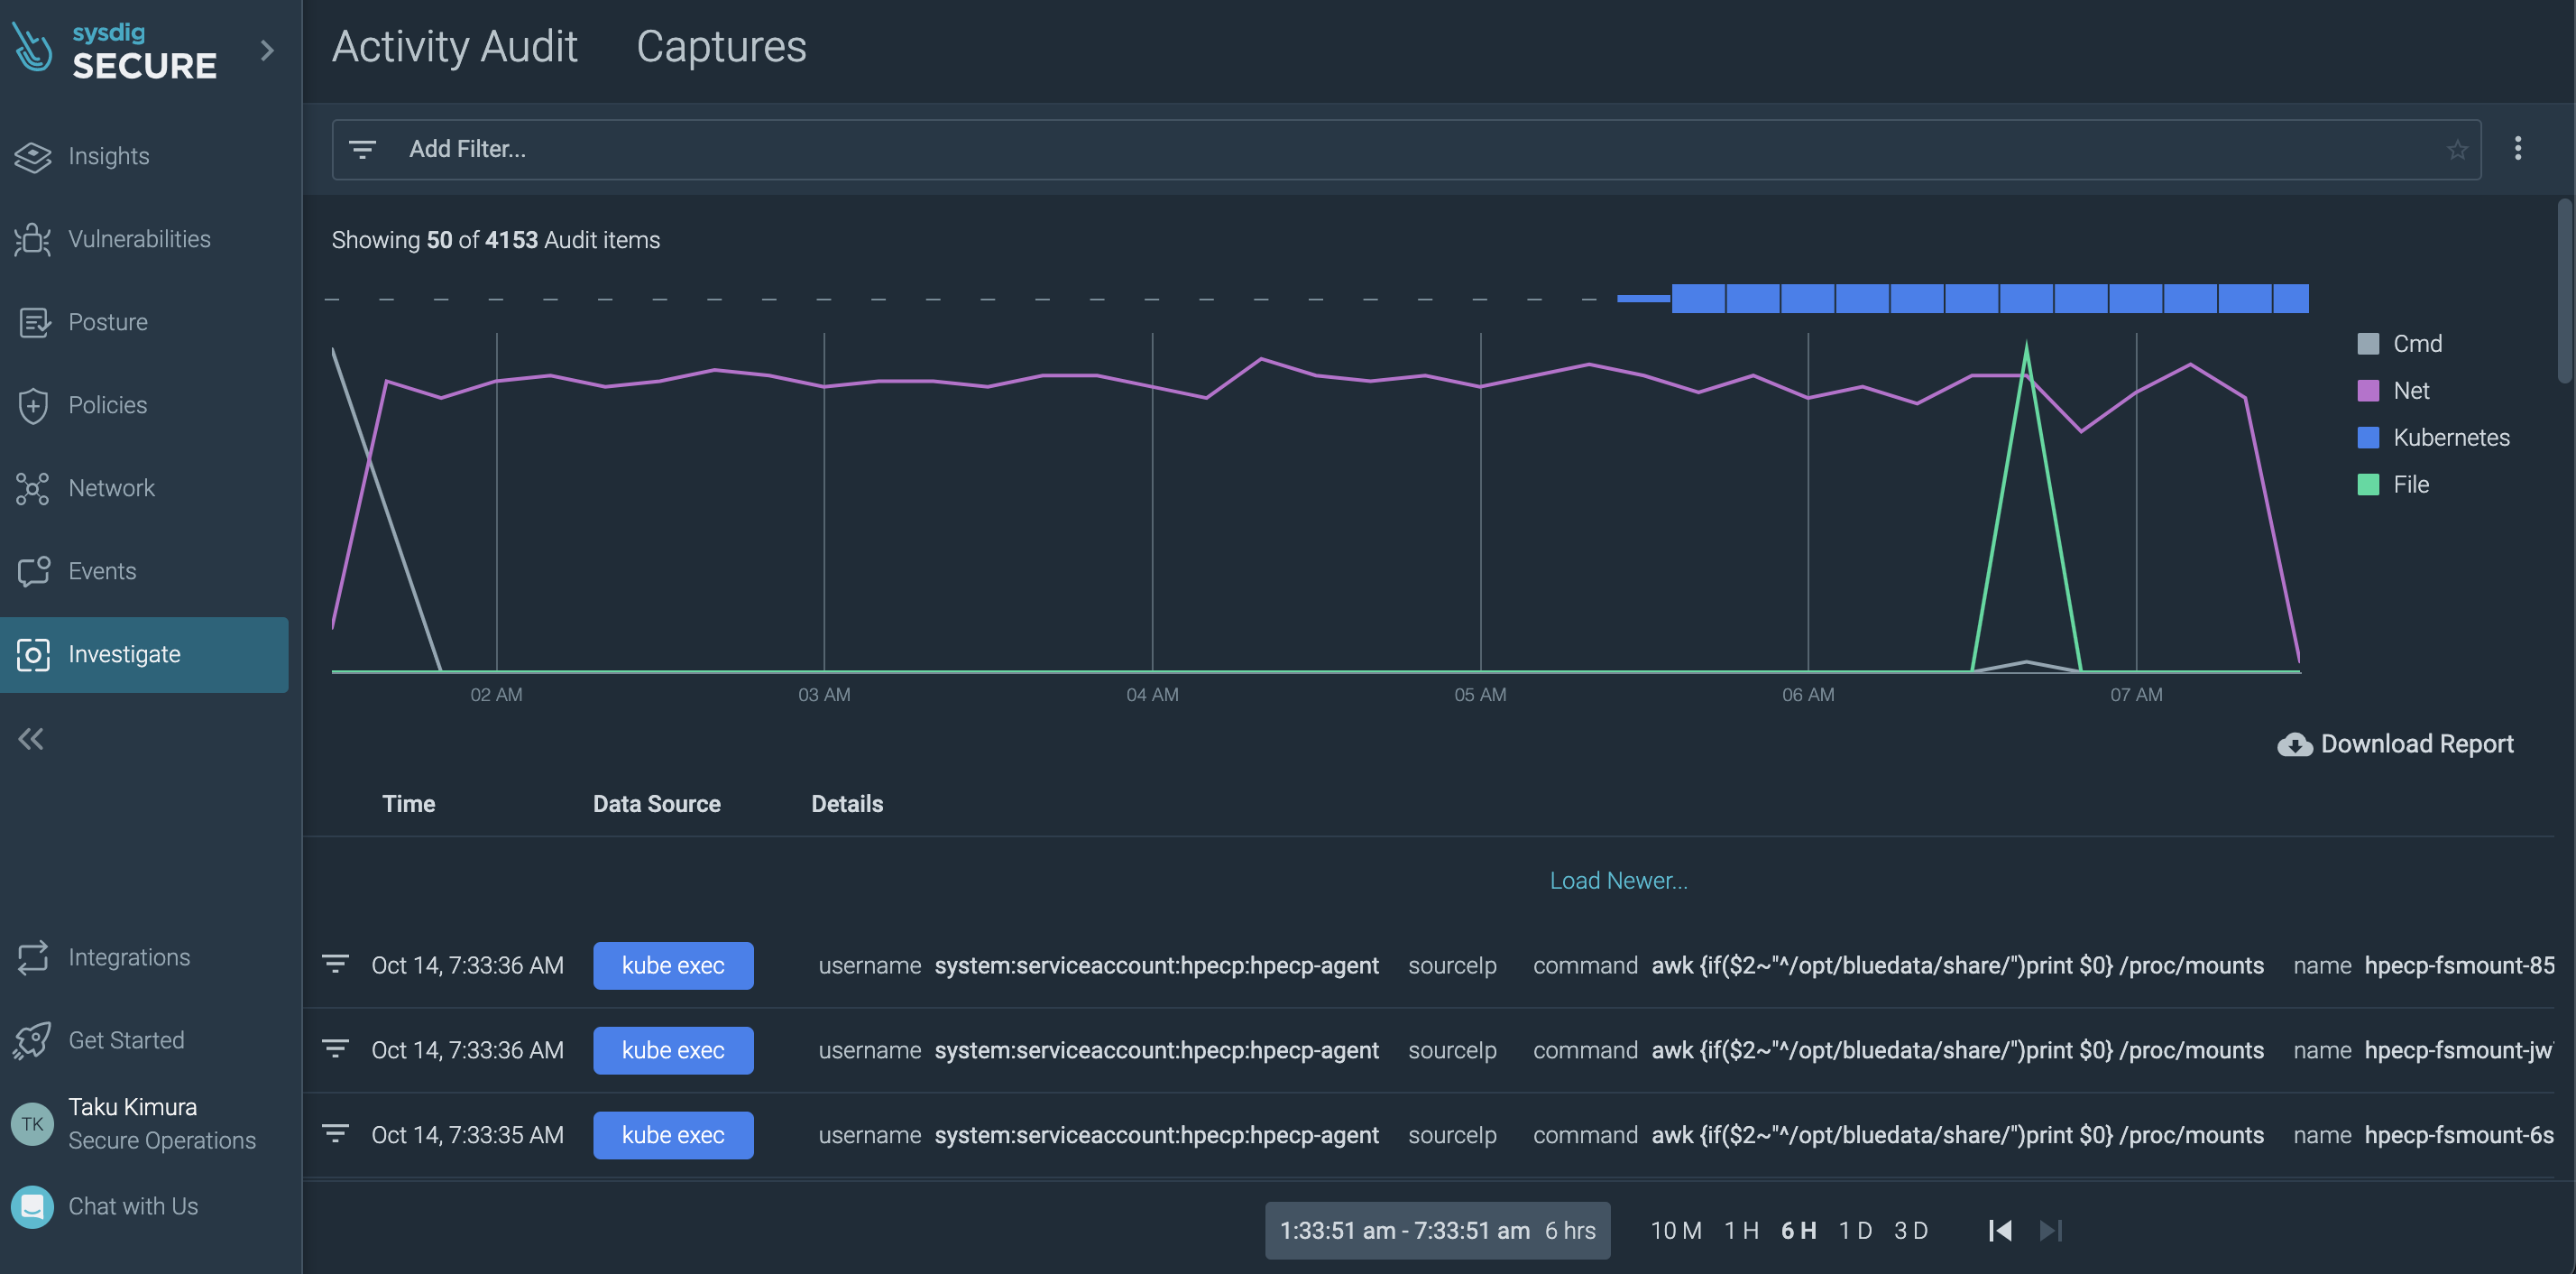 sysdig
SECURE
Insights
Vulnerabilities
Posture
Policies
Network
Events
Investigate
Integrations
Get Started
TK
Taku Kimura
Secure Operations
Chat with Us
Activity Audit Captures
Add Filter...
Showing 50 of 4153 Audit items
Cmd
Net
Kubernetes
File
02 AM 03 AM 04 AM 05 AM 06 AM 07 AM
Download Report
Time Data Source Details
Load Newer...
Oct 14, 7:33:36 AM kube exec username system:serviceaccount:hpecp:hpecp-agent sourceIp command awk {if($2~"^/opt/bluedata/share/")print $0} /proc/mounts name hpecp-fsmount-85
Oct 14, 7:33:36 AM kube exec username system:serviceaccount:hpecp:hpecp-agent sourceIp command awk {if($2~"^/opt/bluedata/share/")print $0} /proc/mounts name hpecp-fsmount-jw
Oct 14, 7:33:35 AM kube exec username system:serviceaccount:hpecp:hpecp-agent sourceIp command awk {if($2~"^/opt/bluedata/share/")print $0} /proc/mounts name hpecp-fsmount-6s
1:33:51 am - 7:33:51 am 6 hrs 10 M 1 H 6 H 1 D 3 D